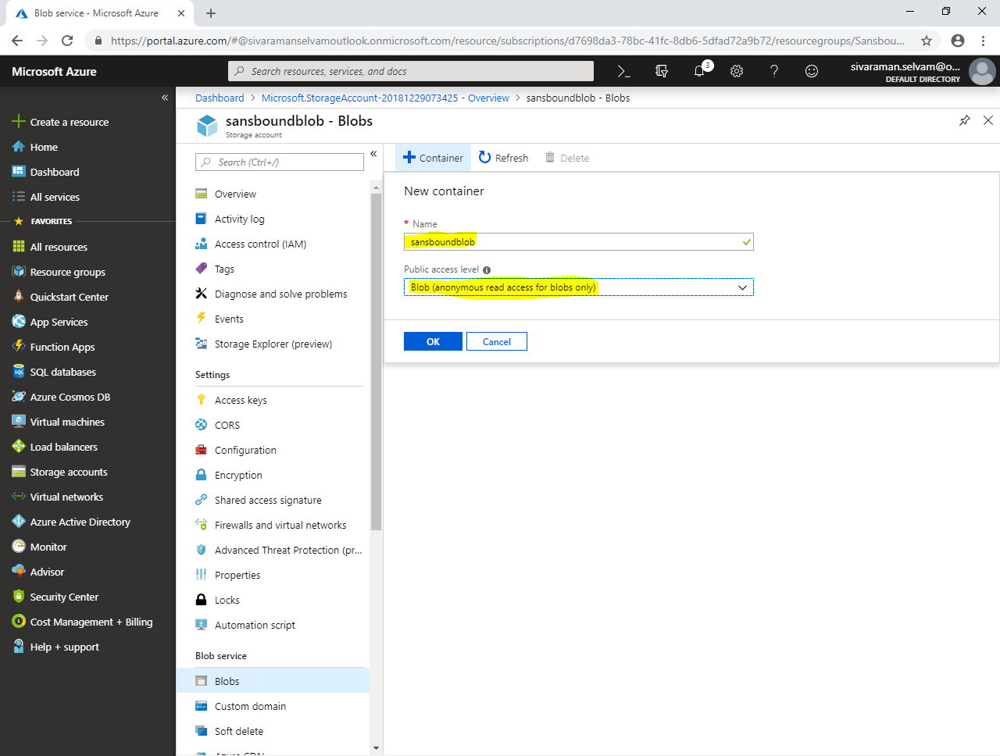 Blob service - Microsoft Azure
https://portal.azure.com/#@sivaramanselvamoutlook.onmicrosoft.com/resource/subscriptions/d7698da3-78bc-41fc-8db6-5dfad72a9b72/resourcegroups/Sansbou...
Microsoft Azure
Search resources, services, and docs
3
sivaraman.selvam@o...
DEFAULT DIRECTORY
Create a resource
Home
Dashboard
All services
FAVORITES
All resources
Resource groups
Quickstart Center
App Services
Function Apps
SQL databases
Azure Cosmos DB
Virtual machines
Load balancers
Storage accounts
Virtual networks
Azure Active Directory
Monitor
Advisor
Security Center
Cost Management + Billing
Help + support
Dashboard > Microsoft.StorageAccount-20181229073425 - Overview > sansboundblob - Blobs
sansboundblob - Blobs
Storage account
Search (Ctrl+/)
Overview
Activity log
Access control (IAM)
Tags
Diagnose and solve problems
Events
Storage Explorer (preview)
Settings
Access keys
CORS
Configuration
Encryption
Shared access signature
Firewalls and virtual networks
Advanced Threat Protection (pr...
Properties
Locks
Automation script
Blob service
Blobs
Custom domain
Soft delete
Azure CDN
Container Refresh Delete
New container
* Name
sansboundblob
Public access level
Blob (anonymous read access for blobs only)
OK Cancel